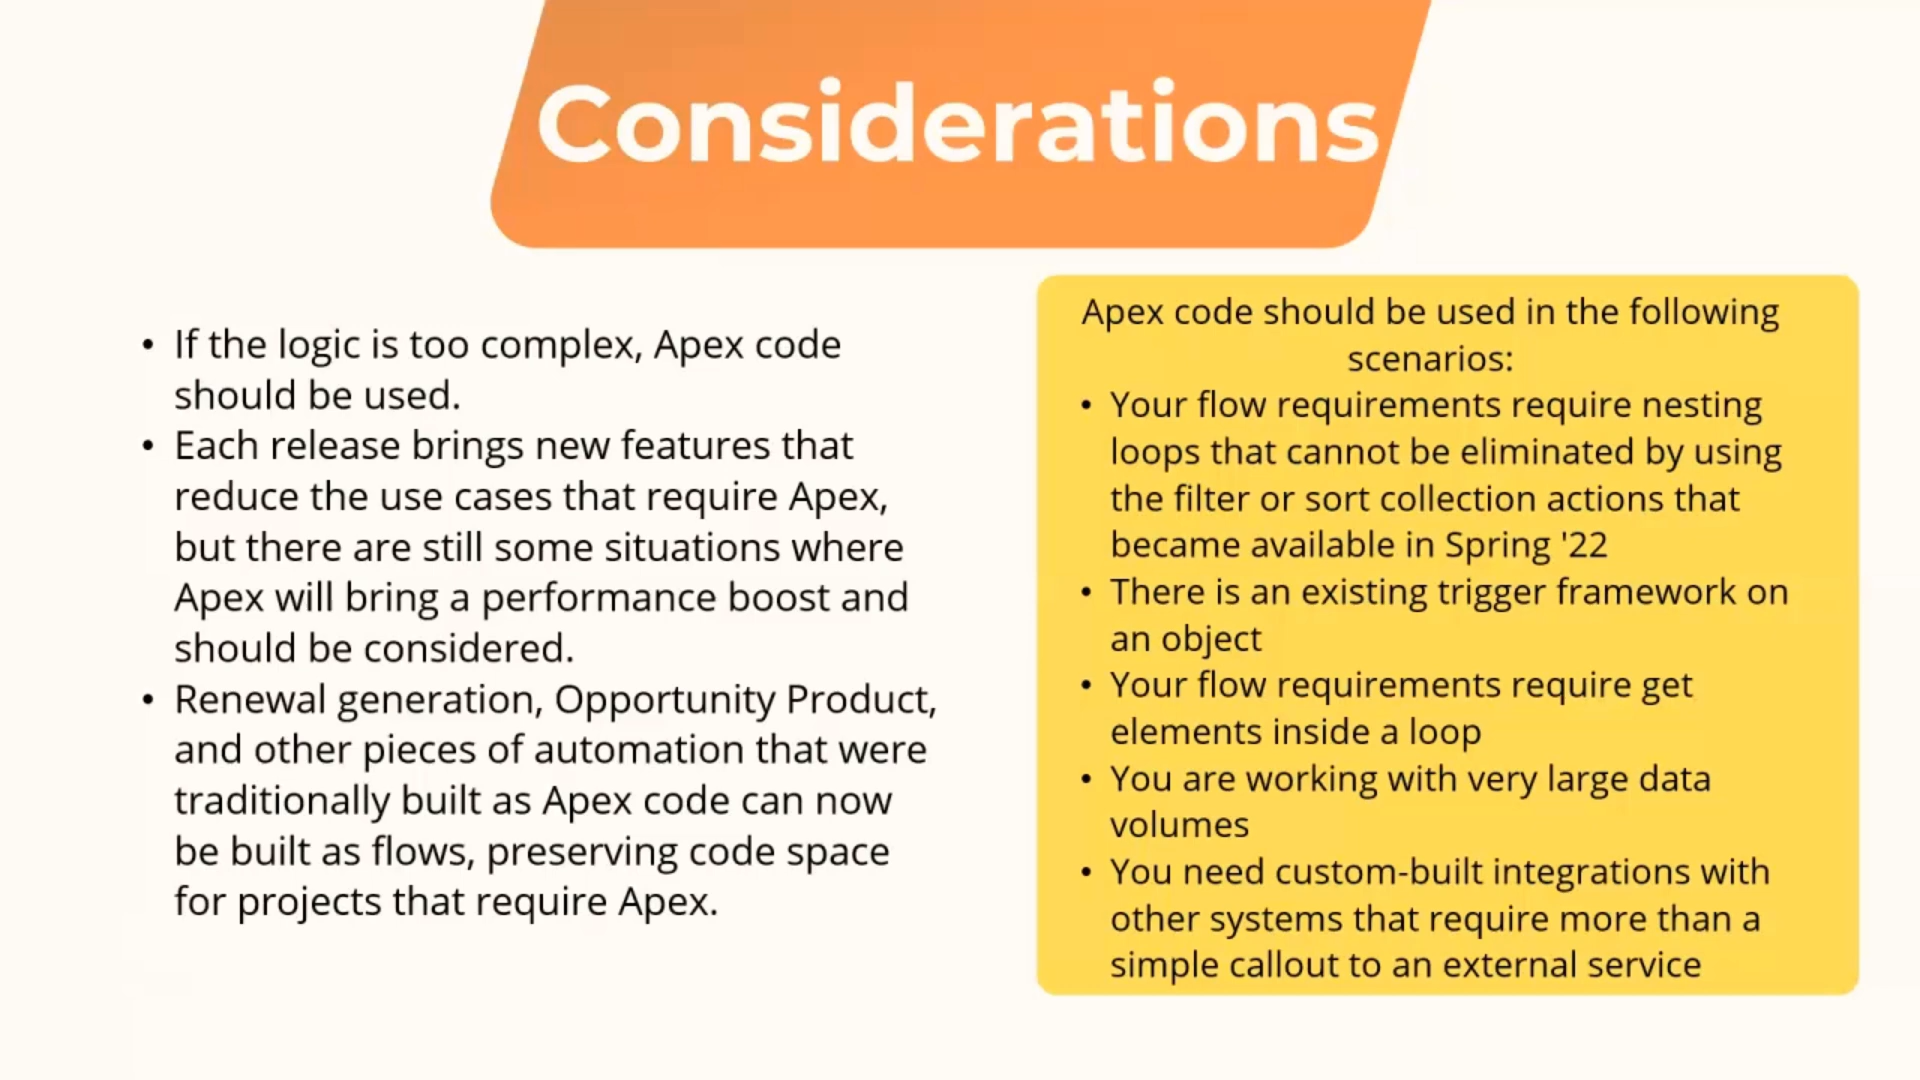 Considerations
• If the logic is too complex, Apex code
should be used.
• Each release brings new features that
reduce the use cases that require Apex,
but there are still some situations where
Apex will bring a performance boost and
should be considered.
• Renewal generation, Opportunity Product,
and other pieces of automation that were
traditionally built as Apex code can now
be built as flows, preserving code space
for projects that require Apex.
Apex code should be used in the following
scenarios:
• Your flow requirements require nesting
loops that cannot be eliminated by using
the filter or sort collection actions that
became available in Spring '22
• There is an existing trigger framework on
an object
• Your flow requirements require get
elements inside a loop
• You are working with very large data
volumes
• You need custom-built integrations with
other systems that require more than a
simple callout to an external service